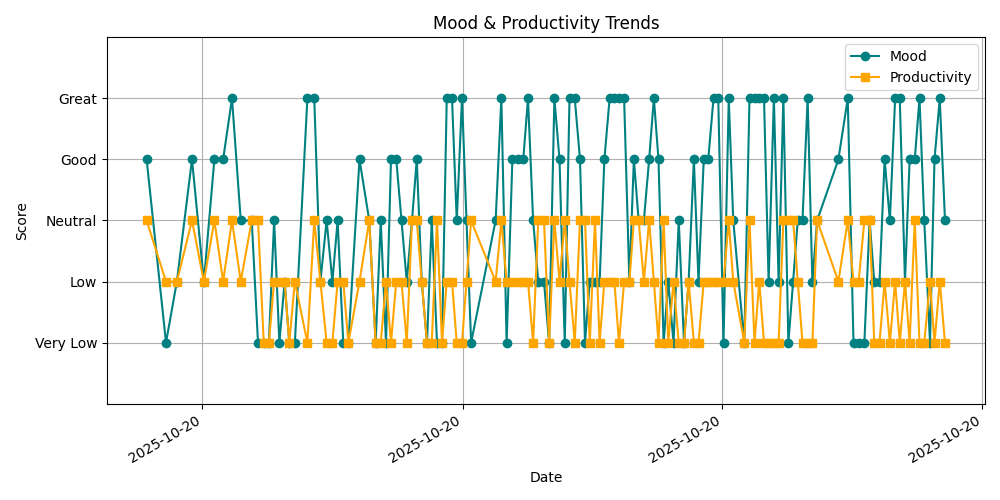 Mood & Productivity Trends
Mood
Productivity
Great
Good
Neutral
Low
Very Low
Score
2025-10-20
2025-10-20
2025-10-20
2025-10-20
Date